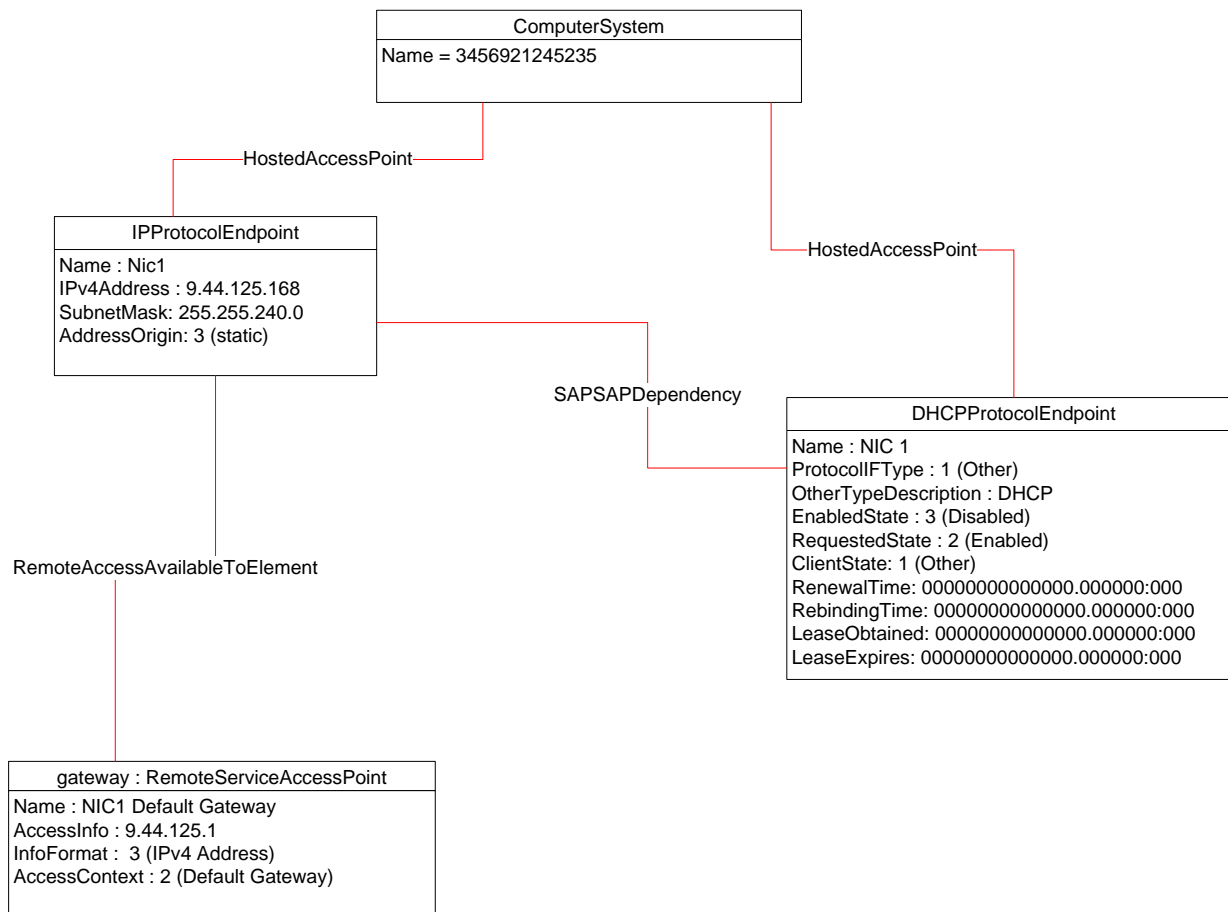 ComputerSystem
Name = 3456921245235
HostedAccessPoint
IPProtocolEndpoint
Name : Nic1
IPv4Address : 9.44.125.168
SubnetMask: 255.255.240.0
AddressOrigin: 3 (static)
HostedAccessPoint
SAPSAPDependency
DHCPProtocolEndpoint
Name : NIC 1
ProtocolIFType : 1 (Other)
OtherTypeDescription : DHCP
EnabledState : 3 (Disabled)
RequestedState : 2 (Enabled)
ClientState: 1 (Other)
RenewalTime: 00000000000000.000000:000
RebindingTime: 00000000000000.000000:000
LeaseObtained: 00000000000000.000000:000
LeaseExpires: 00000000000000.000000:000
RemoteAccessAvailableToElement
gateway : RemoteServiceAccessPoint
Name : NIC1 Default Gateway
AccessInfo : 9.44.125.1
InfoFormat :  3 (IPv4 Address)
AccessContext : 2 (Default Gateway)